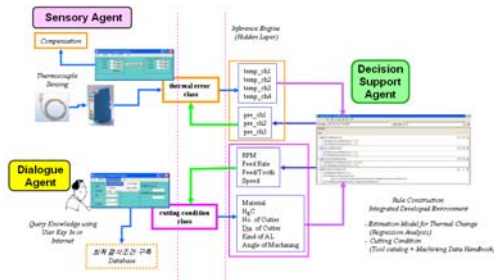 Sensory Agent
Compensation
Thermocouple
Sensing
thermal error
class
Inference Engine
(Hidden Layer)
temp_ch1
temp_ch2
temp_ch3
temp_ch4
pre_ch1
pre_ch2
pre_ch3
Decision
Support
Agent
Dialogue
Agent
Query Knowledge using
User Key In or
Internet
Database
cutting condition
class
RPM
Feed Rate
Feed/Tooth
Speed
Material
No. of Cutter
Dia. of Cutter
Kind of
Angle of Machining
Rule Construction
Integrated Developed Environment
- Estimation Model for Thermal Change
(Regression Analysis)
- Cutting Condition
(Tool catalog + Machining Data Handbook)